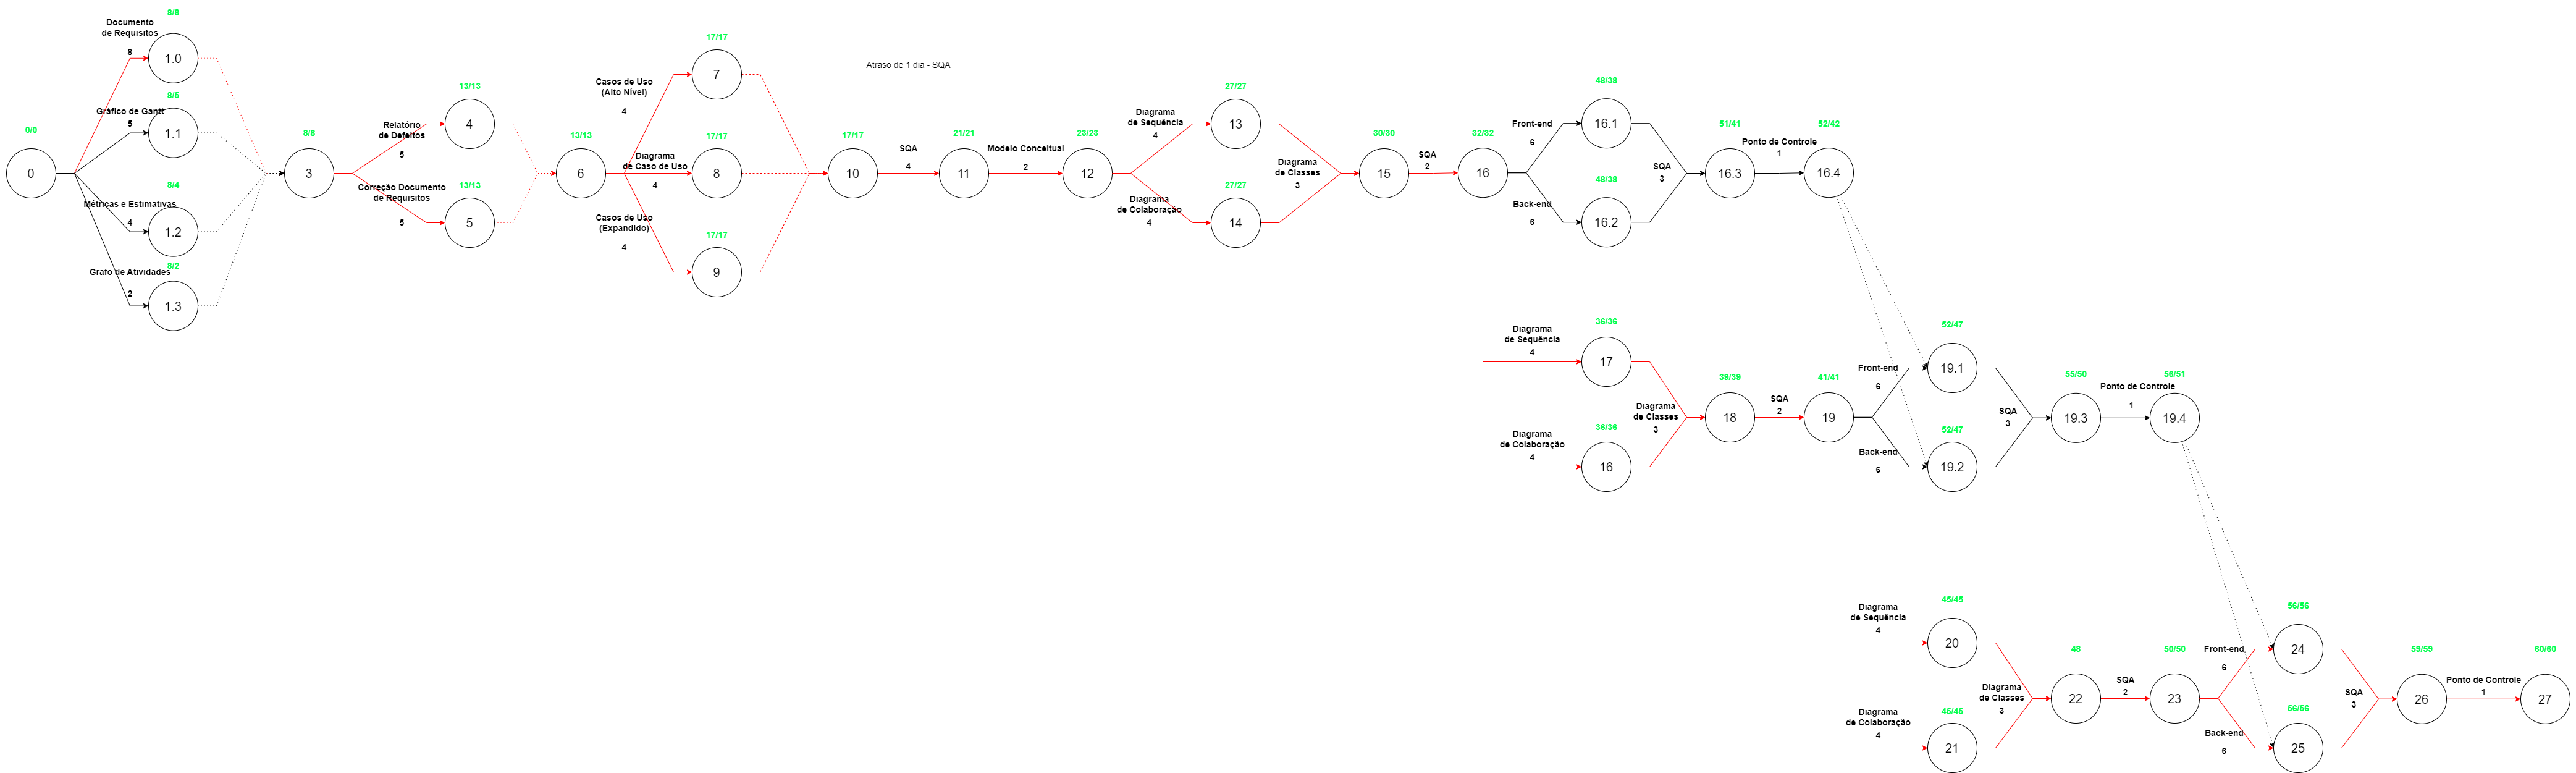 0/0
0
Documento
de Requisitos
8
8/8
1.0
Gráfico de Gantt
5
8/5
1.1
Métricas e Estimativas
4
8/4
1.2
Grafo de Atividades
2
8/2
1.3
8/8
3
Relatório
de Defeitos
5
13/13
4
Correção Documento
de Requisitos
5
13/13
5
13/13
6
Casos de Uso
(Alto Nível)
4
17/17
7
Diagrama
de Caso de Uso
4
17/17
8
Casos de Uso
(Expandido)
4
17/17
9
17/17
10
Atraso de 1 dia - SQA
SQA
4
21/21
11
Modelo Conceitual
2
23/23
12
Diagrama
de Sequência
4
27/27
13
Diagrama
de Colaboração
4
27/27
14
Diagrama
de Classes
3
30/30
15
SQA
2
32/32
16
Front-end
6
48/38
16.1
Back-end
6
48/38
16.2
SQA
3
51/41
16.3
Ponto de Controle
1
52/42
16.4
Diagrama
de Sequência
4
36/36
17
Diagrama
de Colaboração
4
36/36
16
Diagrama
de Classes
3
39/39
18
SQA
2
41/41
19
Front-end
6
52/47
19.1
Back-end
6
52/47
19.2
SQA
3
55/50
19.3
Ponto de Controle
1
56/51
19.4
Diagrama
de Sequência
4
45/45
20
Diagrama
de Colaboração
4
45/45
21
Diagrama
de Classes
3
48
22
SQA
2
50/50
23
Front-end
6
56/56
24
Back-end
6
56/56
25
SQA
3
59/59
26
Ponto de Controle
1
60/60
27